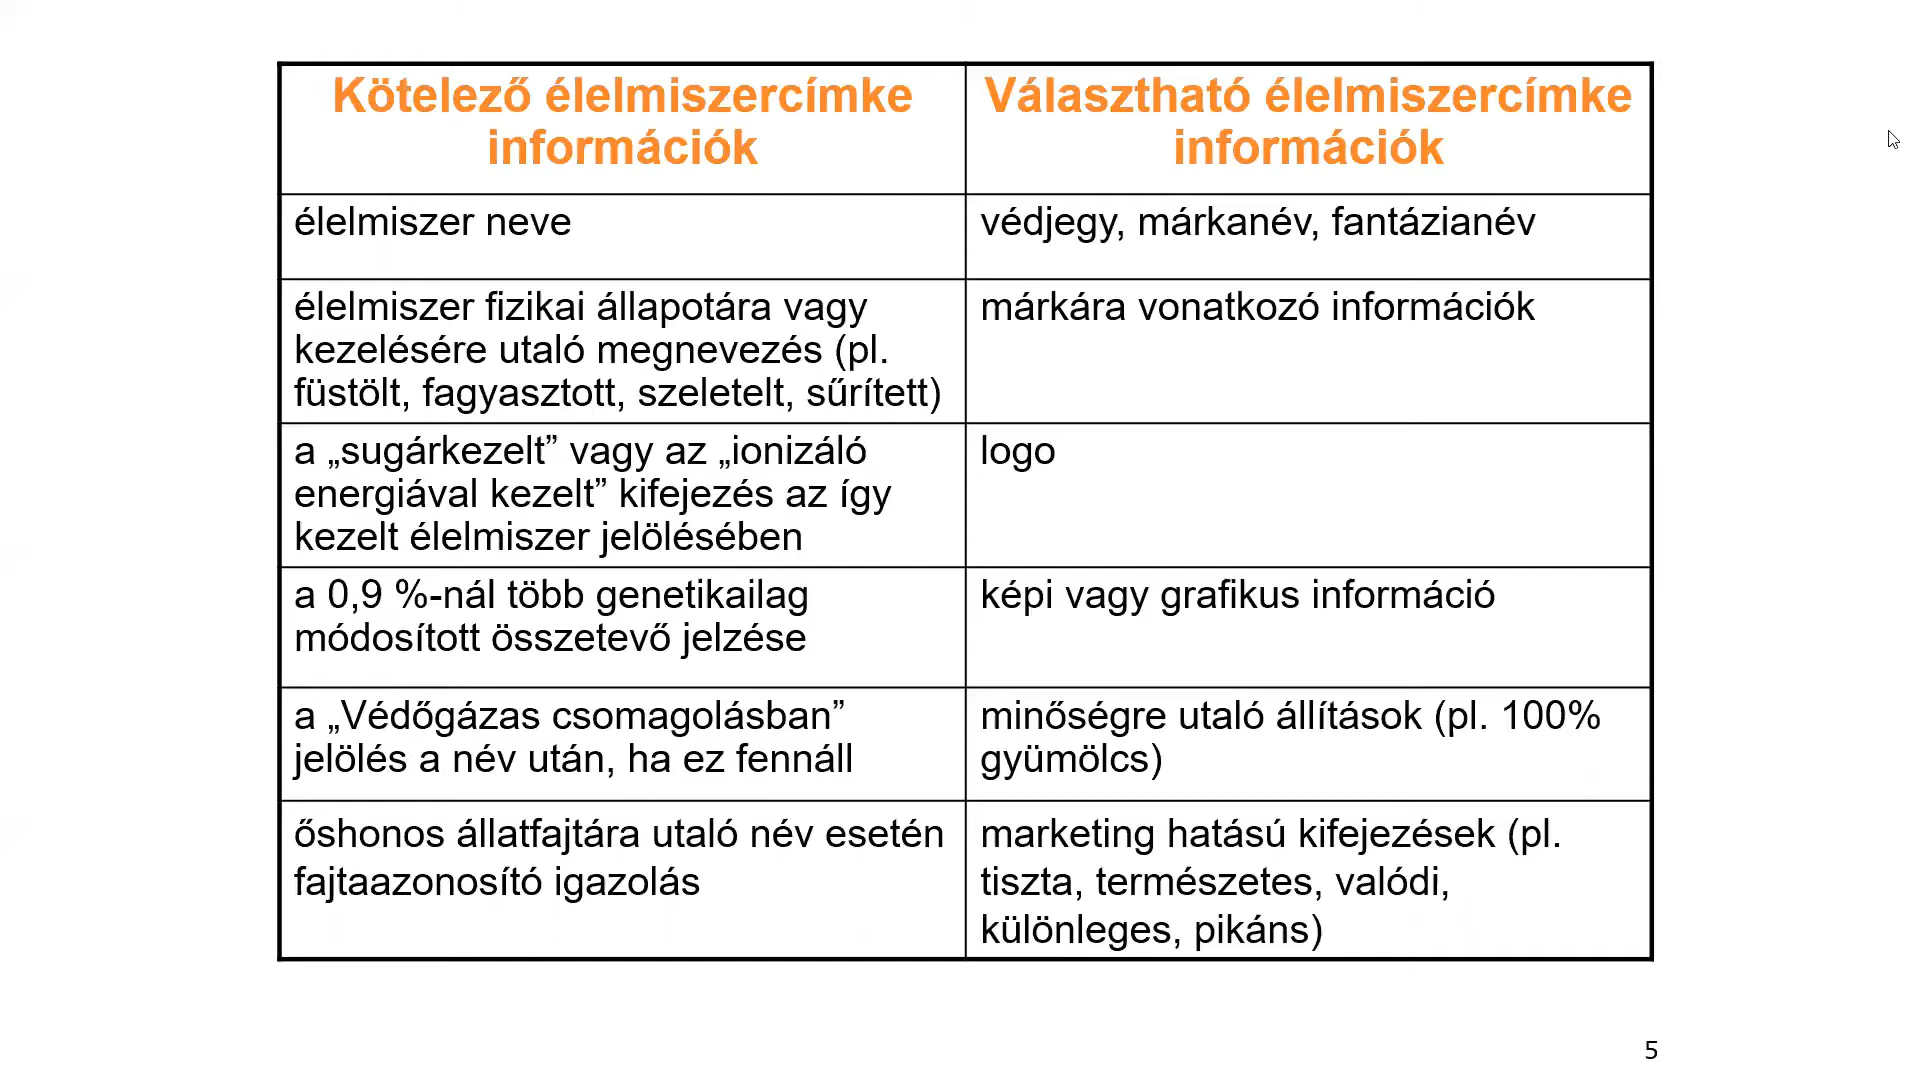 Kötelező élelmiszercímke
információk
Választható élelmiszercímke
információk
élelmiszer neve
védjegy, márkanév, fantázianév
élelmiszer fizikai állapotára vagy
kezelésére utaló megnevezés (pl.
füstölt, fagyasztott, szeletelt, sűrített)
márkára vonatkozó információk
a „sugárkezelt” vagy az „ionizáló
energiával kezelt” kifejezés az így
kezelt élelmiszer jelölésében
logo
a 0,9 %-nál több genetikailag
módosított összetevő jelzése
képi vagy grafikus információ
a „Védőgázas csomagolásban”
jelölés a név után, ha ez fennáll
minőségre utaló állítások (pl. 100%
gyümölcs)
őshonos állatfajtára utaló név esetén
fajtaazonosító igazolás
marketing hatású kifejezések (pl.
tiszta, természetes, valódi,
különleges, pikáns)
5